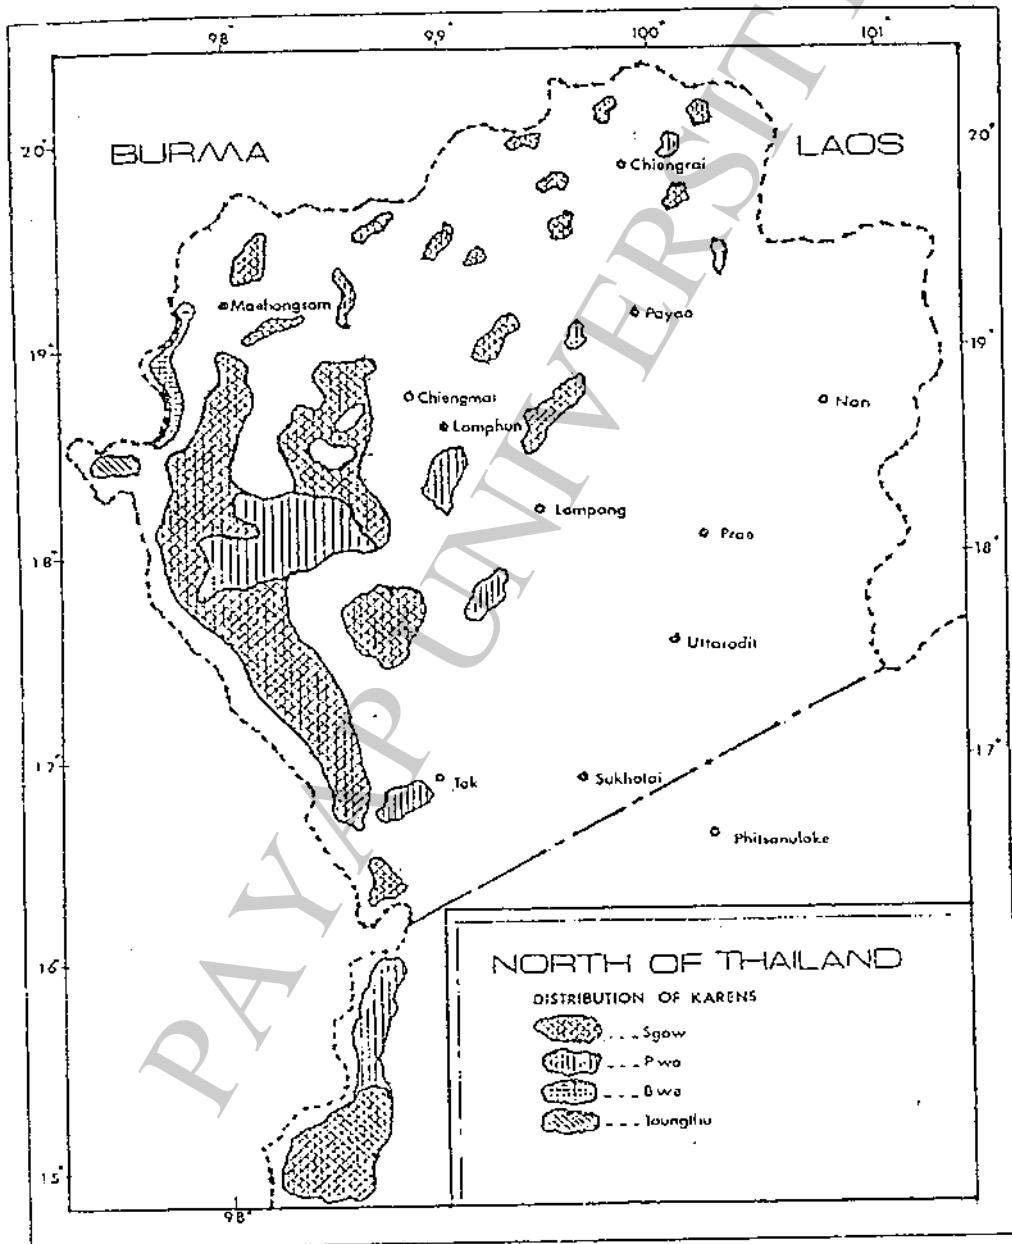 98° 99° 100° 101°
BURMA
LAOS
20° 20°
Chiengrai
Maehongsorn
Payao
19° 19°
Chiengmai
Nan
Lamphun
Lampang
Prae
18° 18°
Uttaradit
17° 17°
Tak
Sukhotai
Philsanuloke
NORTH OF THAILAND
16°
DISTRIBUTION OF KARENS
Sgaw
Pwo
Bwe
Taungthu
15°
98°
PAYAP UNIVERSIT